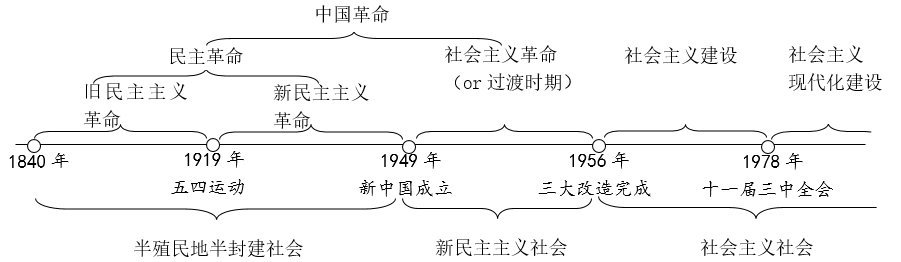 中国革命
民主革命
社会主义革命
（or 过渡时期）
社会主义建设
社会主义
现代化建设
旧民主主义
革命
新民主主义
革命
1840 年
1919 年
1949 年
1956 年
1978 年
五四运动
新中国成立
三大改造完成
十一届三中全会
半殖民地半封建社会
新民主主义社会
社会主义社会